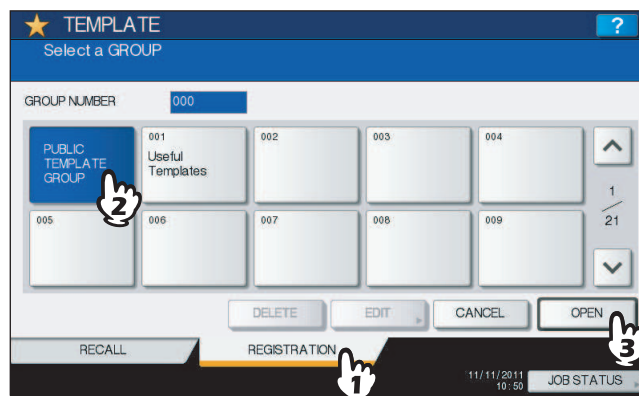 TEMPLATE
?
Select a GROUP
GROUP NUMBER
000
PUBLIC
TEMPLATE
GROUP
001
Useful
Templates
002
003
004
1
21
005
006
007
008
009
2
DELETE
EDIT
CANCEL
OPEN
3
RECALL
REGISTRATION
1
11/11/2011
10:50
JOB STATUS